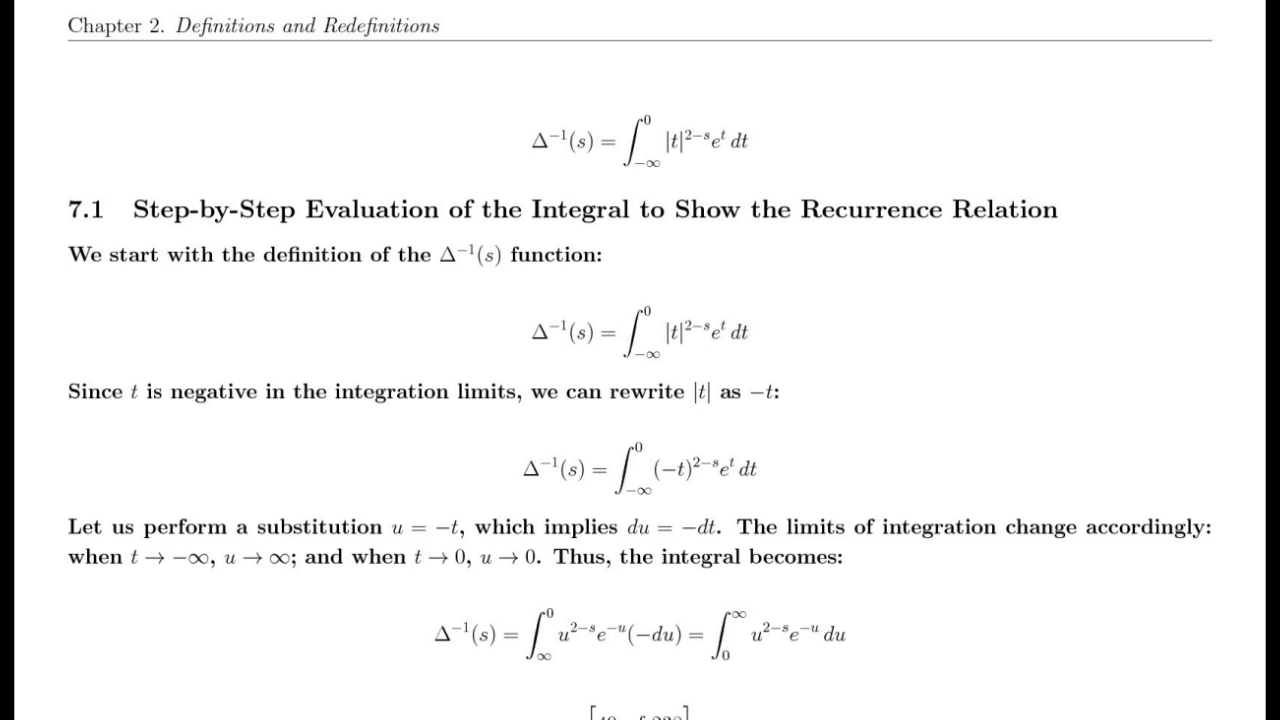 Chapter 2. Definitions and Redefinitions
Δ⁻¹(s) = ∫_{−∞}^{0} |t|^{2−s} e^t dt
7.1 Step-by-Step Evaluation of the Integral to Show the Recurrence Relation
We start with the definition of the Δ⁻¹(s) function:
Δ⁻¹(s) = ∫_{−∞}^{0} |t|^{2−s} e^t dt
Since t is negative in the integration limits, we can rewrite |t| as −t:
Δ⁻¹(s) = ∫_{−∞}^{0} (−t)^{2−s} e^t dt
Let us perform a substitution u = −t, which implies du = −dt. The limits of integration change accordingly:
when t → −∞, u → ∞; and when t → 0, u → 0. Thus, the integral becomes:
Δ⁻¹(s) = ∫_{∞}^{0} u^{2−s} e^{−u} (−du) = ∫_{0}^{∞} u^{2−s} e^{−u} du